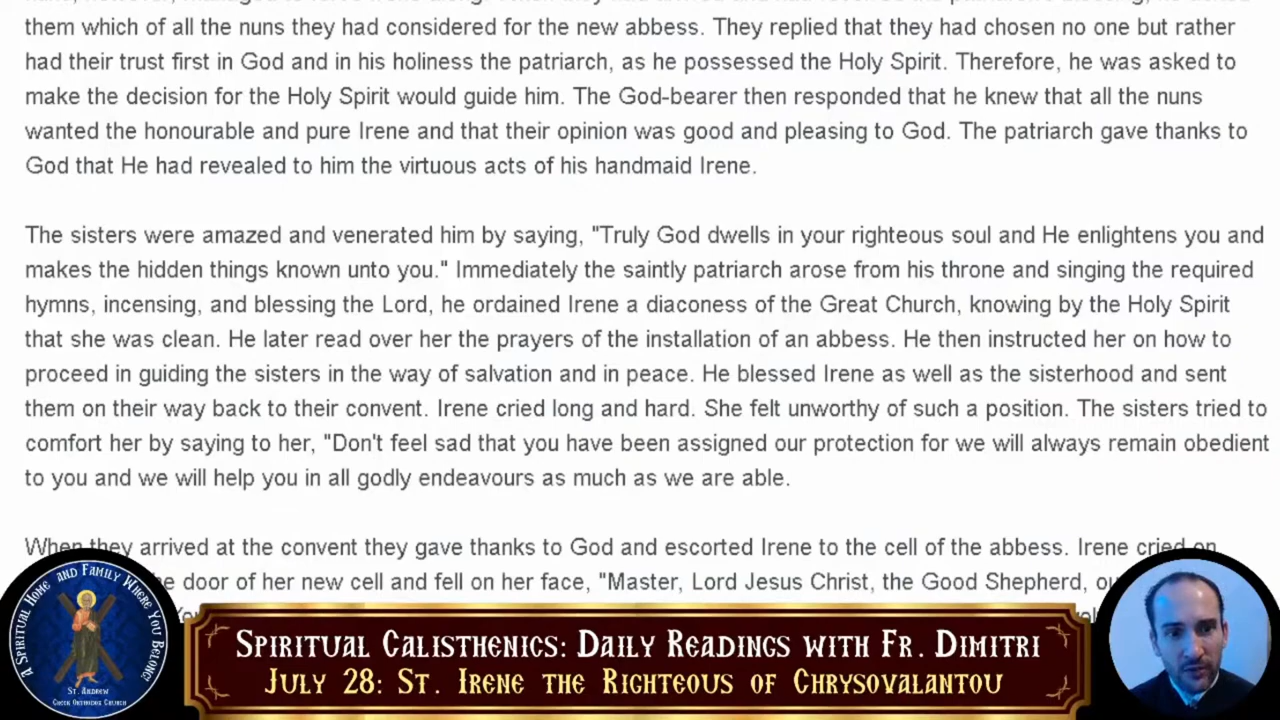 them which of all the nuns they had considered for the new abbess. They replied that they had chosen no one but rather
had their trust first in God and in his holiness the patriarch, as he possessed the Holy Spirit. Therefore, he was asked to
make the decision for the Holy Spirit would guide him. The God-bearer then responded that he knew that all the nuns
wanted the honourable and pure Irene and that their opinion was good and pleasing to God. The patriarch gave thanks to
God that He had revealed to him the virtuous acts of his handmaid Irene.
The sisters were amazed and venerated him by saying, "Truly God dwells in your righteous soul and He enlightens you and
makes the hidden things known unto you." Immediately the saintly patriarch arose from his throne and singing the required
hymns, incensing, and blessing the Lord, he ordained Irene a diaconess of the Great Church, knowing by the Holy Spirit
that she was clean. He later read over her the prayers of the installation of an abbess. He then instructed her on how to
proceed in guiding the sisters in the way of salvation and in peace. He blessed Irene as well as the sisterhood and sent
them on their way back to their convent. Irene cried long and hard. She felt unworthy of such a position. The sisters tried to
comfort her by saying to her, "Don't feel sad that you have been assigned our protection for we will always remain obedient
to you and we will help you in all godly endeavours as much as we are able.
When they arrived at the convent they gave thanks to God and escorted Irene to the cell of the abbess. Irene cried on
door of her new cell and fell on her face, "Master, Lord Jesus Christ, the Good Shepherd,
A Spiritual Home and Family Where You Belong!
St. Andrew
Greek Orthodox Church
Spiritual Calisthenics: Daily Readings with Fr. Dimitri
July 28: St. Irene the Righteous of Chrysovalantou